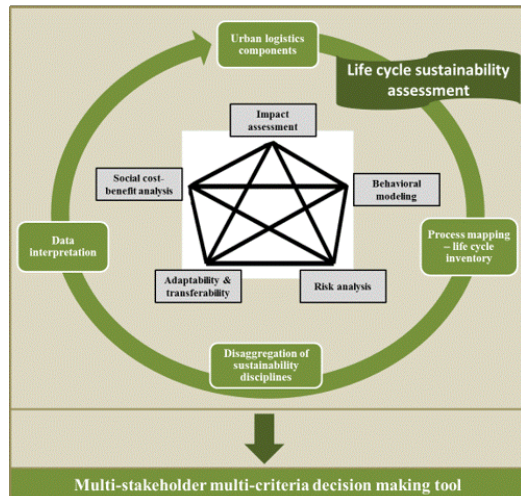 Urban logistics
components
Life cycle sustainability
assessment
Impact
assessment
Social cost-
benefit analysis
Behavioral
modeling
Data
interpretation
Process mapping
– life cycle
inventory
Adaptability &
transferability
Risk analysis
Disaggregation of
sustainability
disciplines
Multi-stakeholder multi-criteria decision making tool